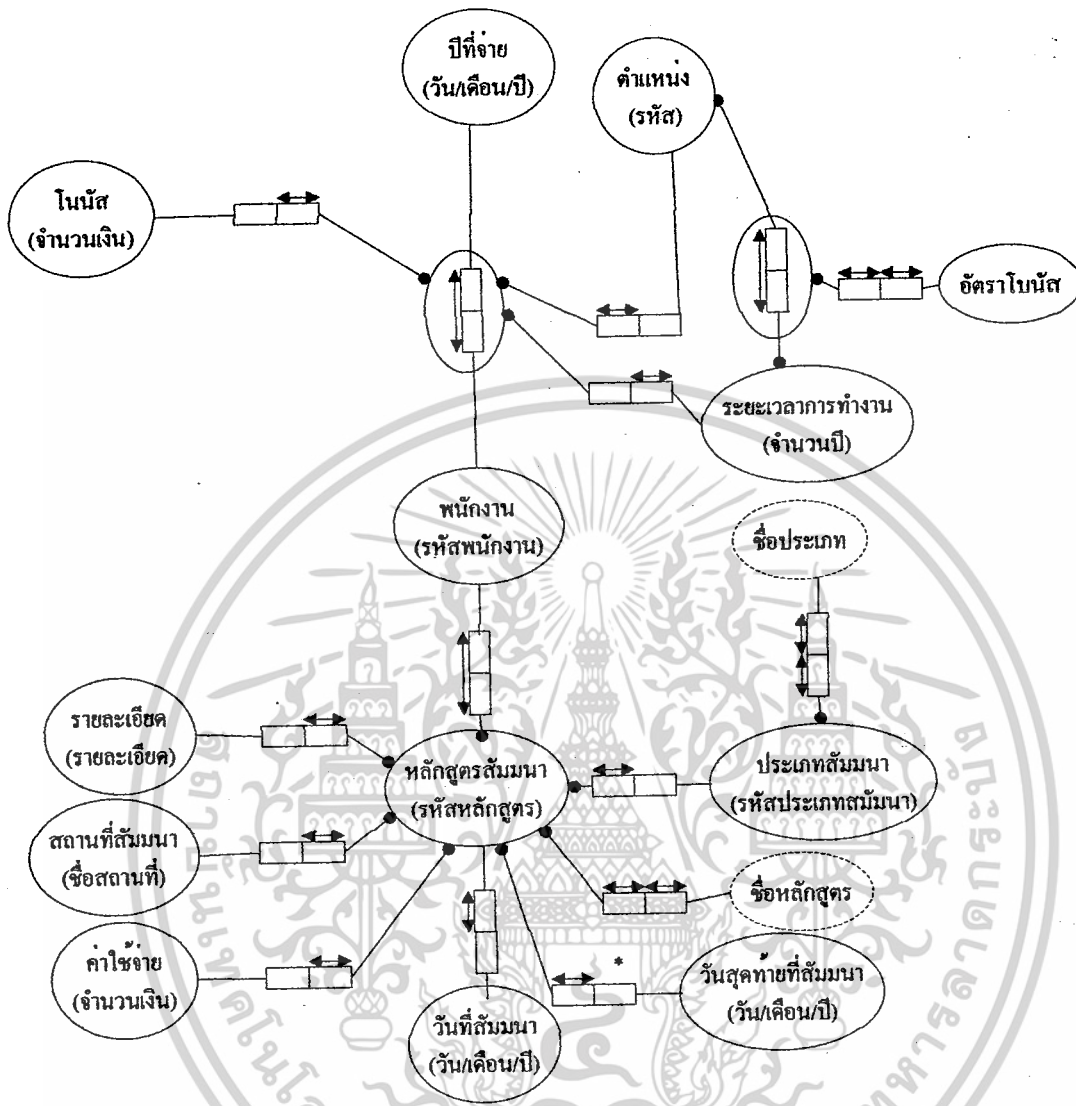 ปีที่จ่าย
(วัน/เดือน/ปี)
ตำแหน่ง
(รหัส)
โนนัส
(จำนวนเงิน)
อัตราโบนัส
ระยะเวลาการทำงาน
(จำนวนปี)
พนักงาน
(รหัสพนักงาน)
ชื่อประเภท
รายละเอียด
(รายละเอียด)
หลักสูตรสัมมนา
(รหัสหลักสูตร)
ประเภทสัมมนา
(รหัสประเภทสมัมนา)
สถานที่สัมมนา
(ชื่อสถานที่)
ชื่อหลักสูตร
ค่าใช้จ่าย
(จำนวนเงิน)
*
วันสุดท้ายที่สัมมนา
(วัน/เดือน/ปี)
วันที่สัมมนา
(วัน/เดือน/ปี)